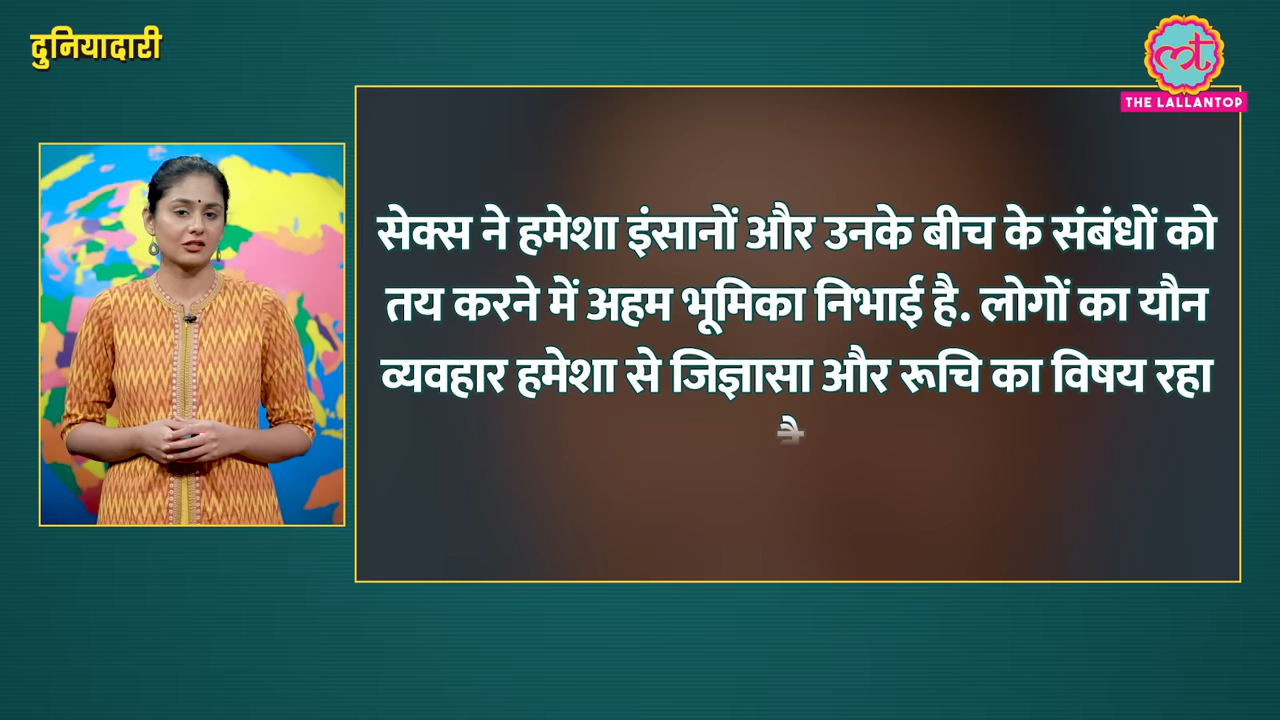 दुनियादारी
THE LALLANTOP
सेक्स ने हमेशा इंसानों और उनके बीच के संबंधों को
तय करने में अहम भूमिका निभाई है. लोगों का यौन
व्यवहार हमेशा से जिज्ञासा और रूचि का विषय रहा